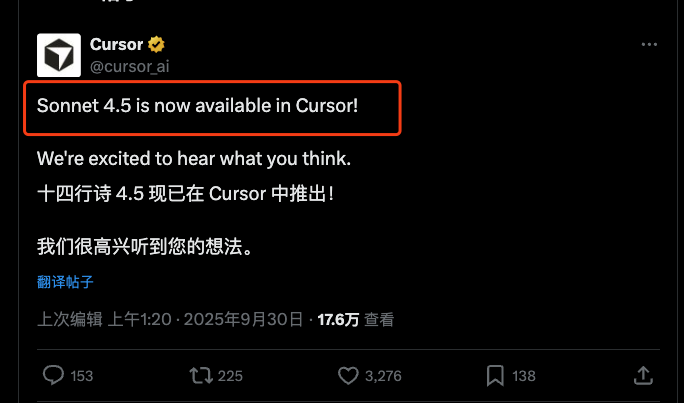 Cursor
@cursor_ai
Sonnet 4.5 is now available in Cursor!
We're excited to hear what you think.
十四行诗 4.5 现已在 Cursor 中推出！
我们很高兴听到您的想法。
翻译帖子
上次编辑 上午1:20 · 2025年9月30日 · 17.6万 查看
153 225 3,276 138